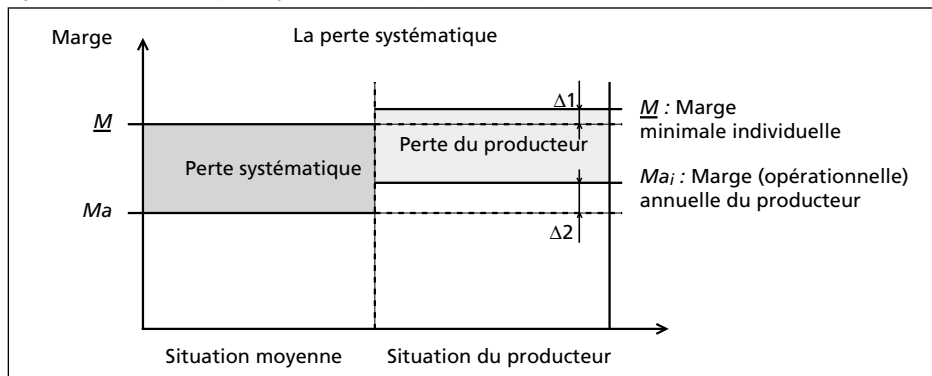 Marge
La perte systématique
Δ1
M
M : Marge
minimale individuelle
Perte du producteur
Perte systématique
Mai : Marge (opérationnelle)
annuelle du producteur
Ma
Δ2
Situation moyenne
Situation du producteur